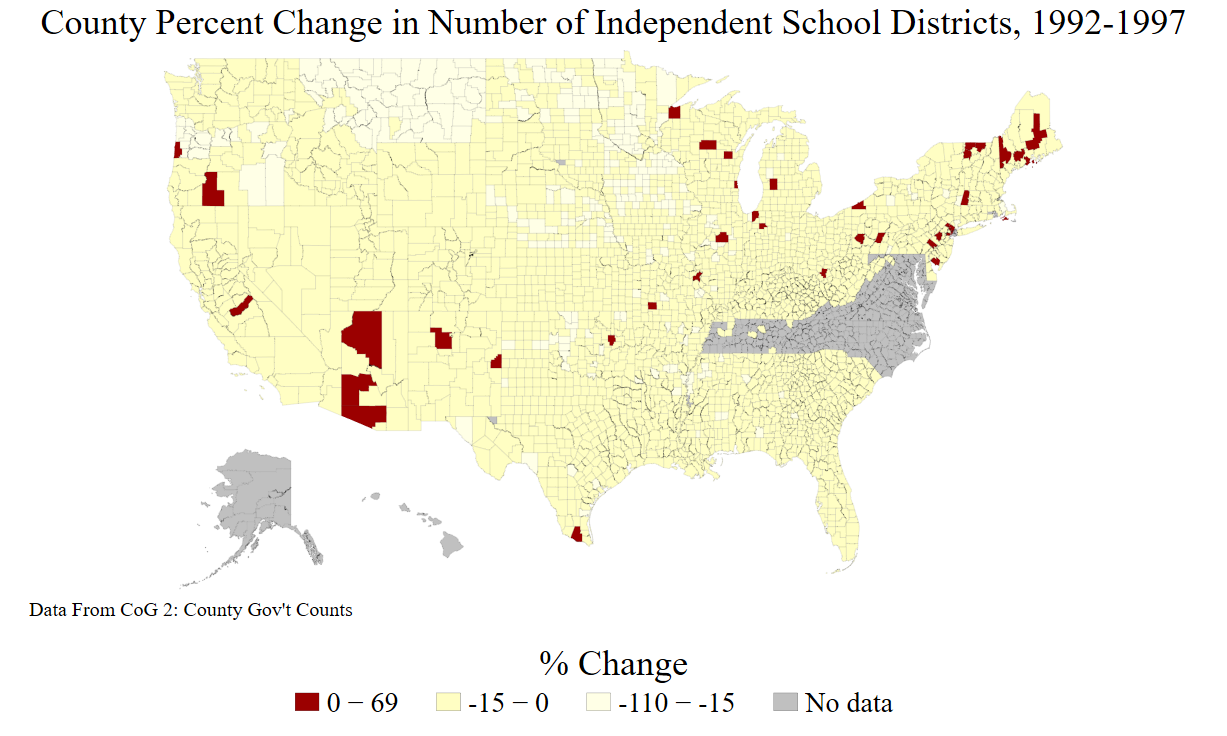 County Percent Change in Number of Independent School Districts, 1992-1997
Data From CoG 2: County Gov't Counts
% Change
0 − 69 -15 − 0 -110 − -15 No data